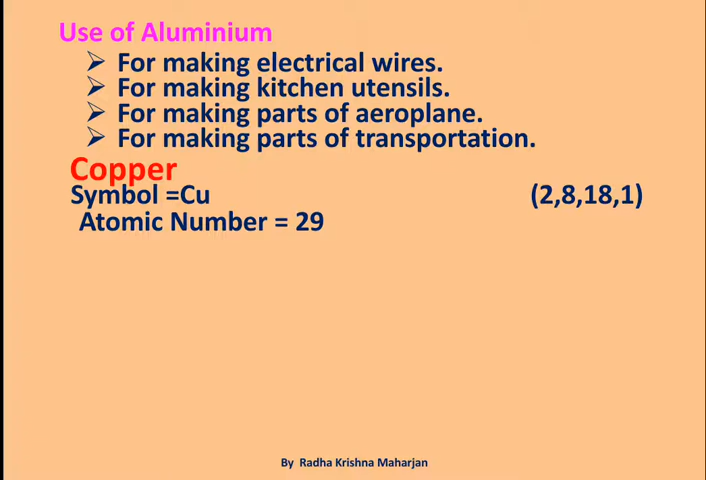 Use of Aluminium
➢ For making electrical wires.
➢ For making kitchen utensils.
➢ For making parts of aeroplane.
➢ For making parts of transportation.
Copper
Symbol =Cu (2,8,18,1)
Atomic Number = 29
By Radha Krishna Maharjan